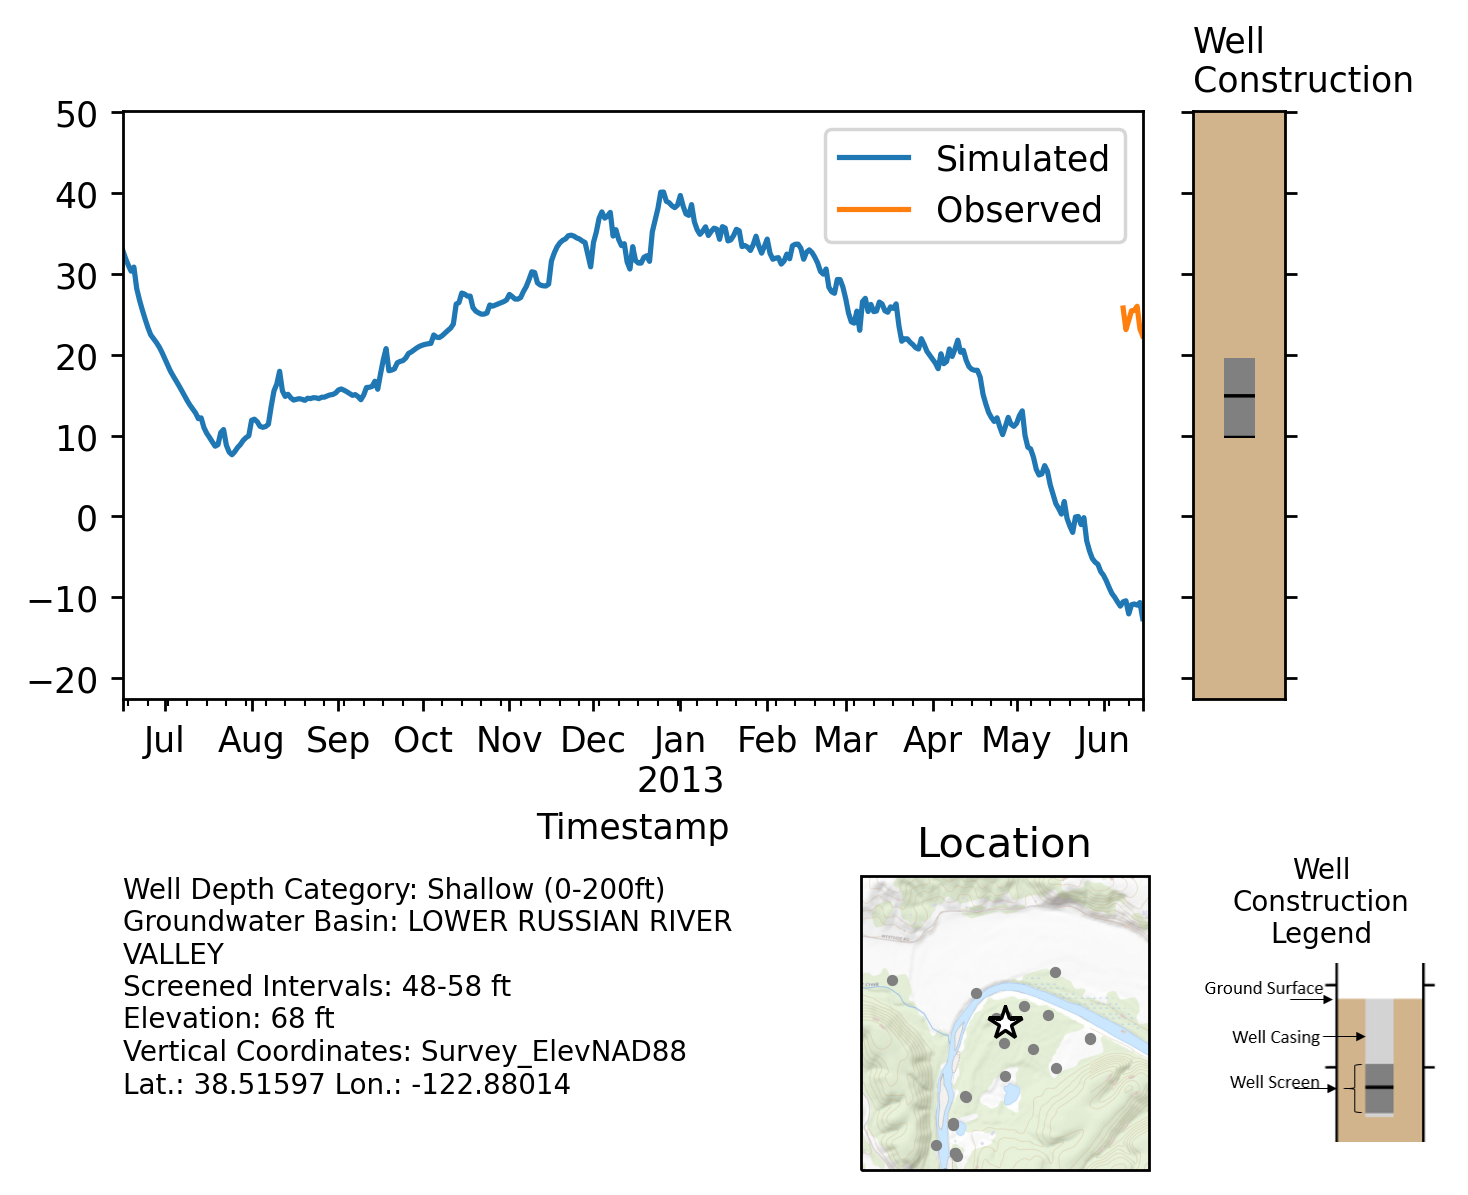 Well
Construction
50
40
30
20
10
0
−10
−20
Simulated
Observed
Jul Aug Sep Oct Nov Dec Jan Feb Mar Apr May Jun
2013
Timestamp
Well Depth Category: Shallow (0-200ft)
Groundwater Basin: LOWER RUSSIAN RIVER
VALLEY
Screened Intervals: 48-58 ft
Elevation: 68 ft
Vertical Coordinates: Survey_ElevNAD88
Lat.: 38.51597 Lon.: -122.88014
Location
Well
Construction
Legend
Ground Surface
Well Casing
Well Screen